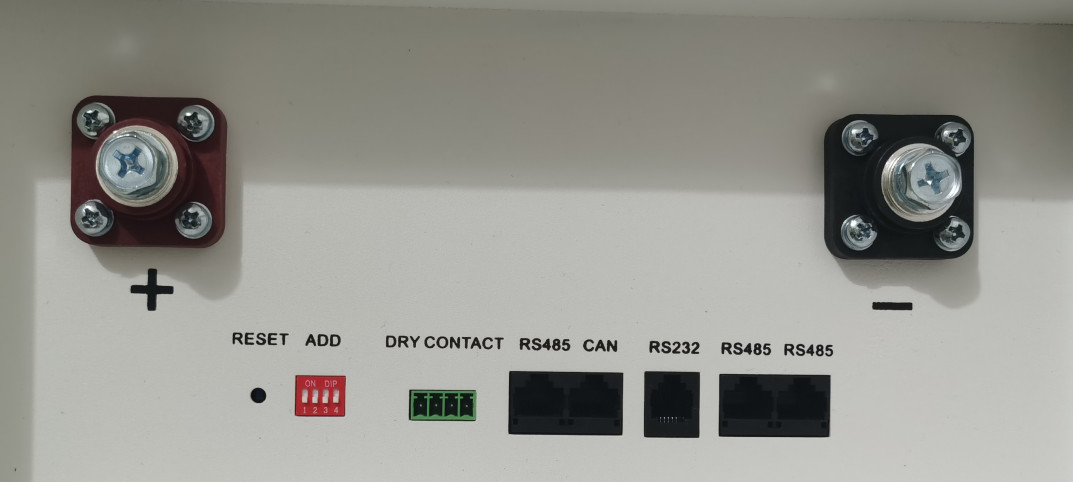 +
−
RESET ADD DRY CONTACT RS485 CAN RS232 RS485 RS485
ON DIP
1 2 3 4